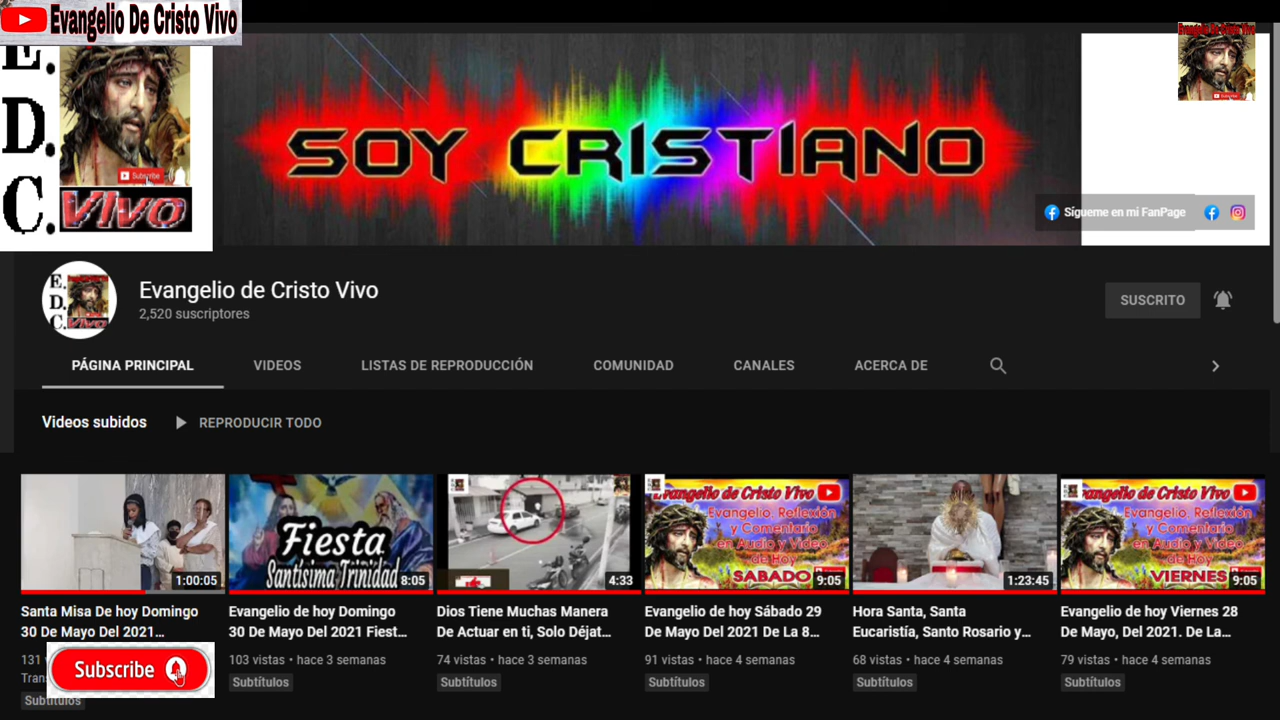 Evangelio De Cristo Vivo
Evangelio De Cristo Vivo
E.
D.
C.
Subscribe
Vivo
SOY CRISTIANO
Subscribe
Sígueme en mi FanPage
E.
D.
C.
Vivo
Evangelio de Cristo Vivo
2,520 suscriptores
SUSCRITO
PÁGINA PRINCIPAL VIDEOS LISTAS DE REPRODUCCIÓN COMUNIDAD CANALES ACERCA DE
Videos subidos REPRODUCIR TODO
1:00:05
Santa Misa De hoy Domingo
30 De Mayo Del 2021...
131
Trans
Subtítulos
Subscribe
Fiesta
Santísima Trinidad
8:05
Evangelio de hoy Domingo
30 De Mayo Del 2021 Fiest...
103 vistas • hace 3 semanas
Subtítulos
4:33
Dios Tiene Muchas Manera
De Actuar en ti, Solo Déjat...
74 vistas • hace 3 semanas
Subtítulos
Evangelio de Cristo Vivo
Evangelio, Reflexión
y Comentario
en Audio y Video
de Hoy
SABADO
9:05
Evangelio de hoy Sábado 29
De Mayo Del 2021 De La 8...
91 vistas • hace 4 semanas
Subtítulos
1:23:45
Hora Santa, Santa
Eucaristía, Santo Rosario y...
68 vistas • hace 4 semanas
Subtítulos
Evangelio de Cristo Vivo
Evangelio, Reflexión
y Comentario
en Audio y Video
de Hoy
VIERNES
9:05
Evangelio de hoy Viernes 28
De Mayo, Del 2021. De La...
79 vistas • hace 4 semanas
Subtítulos